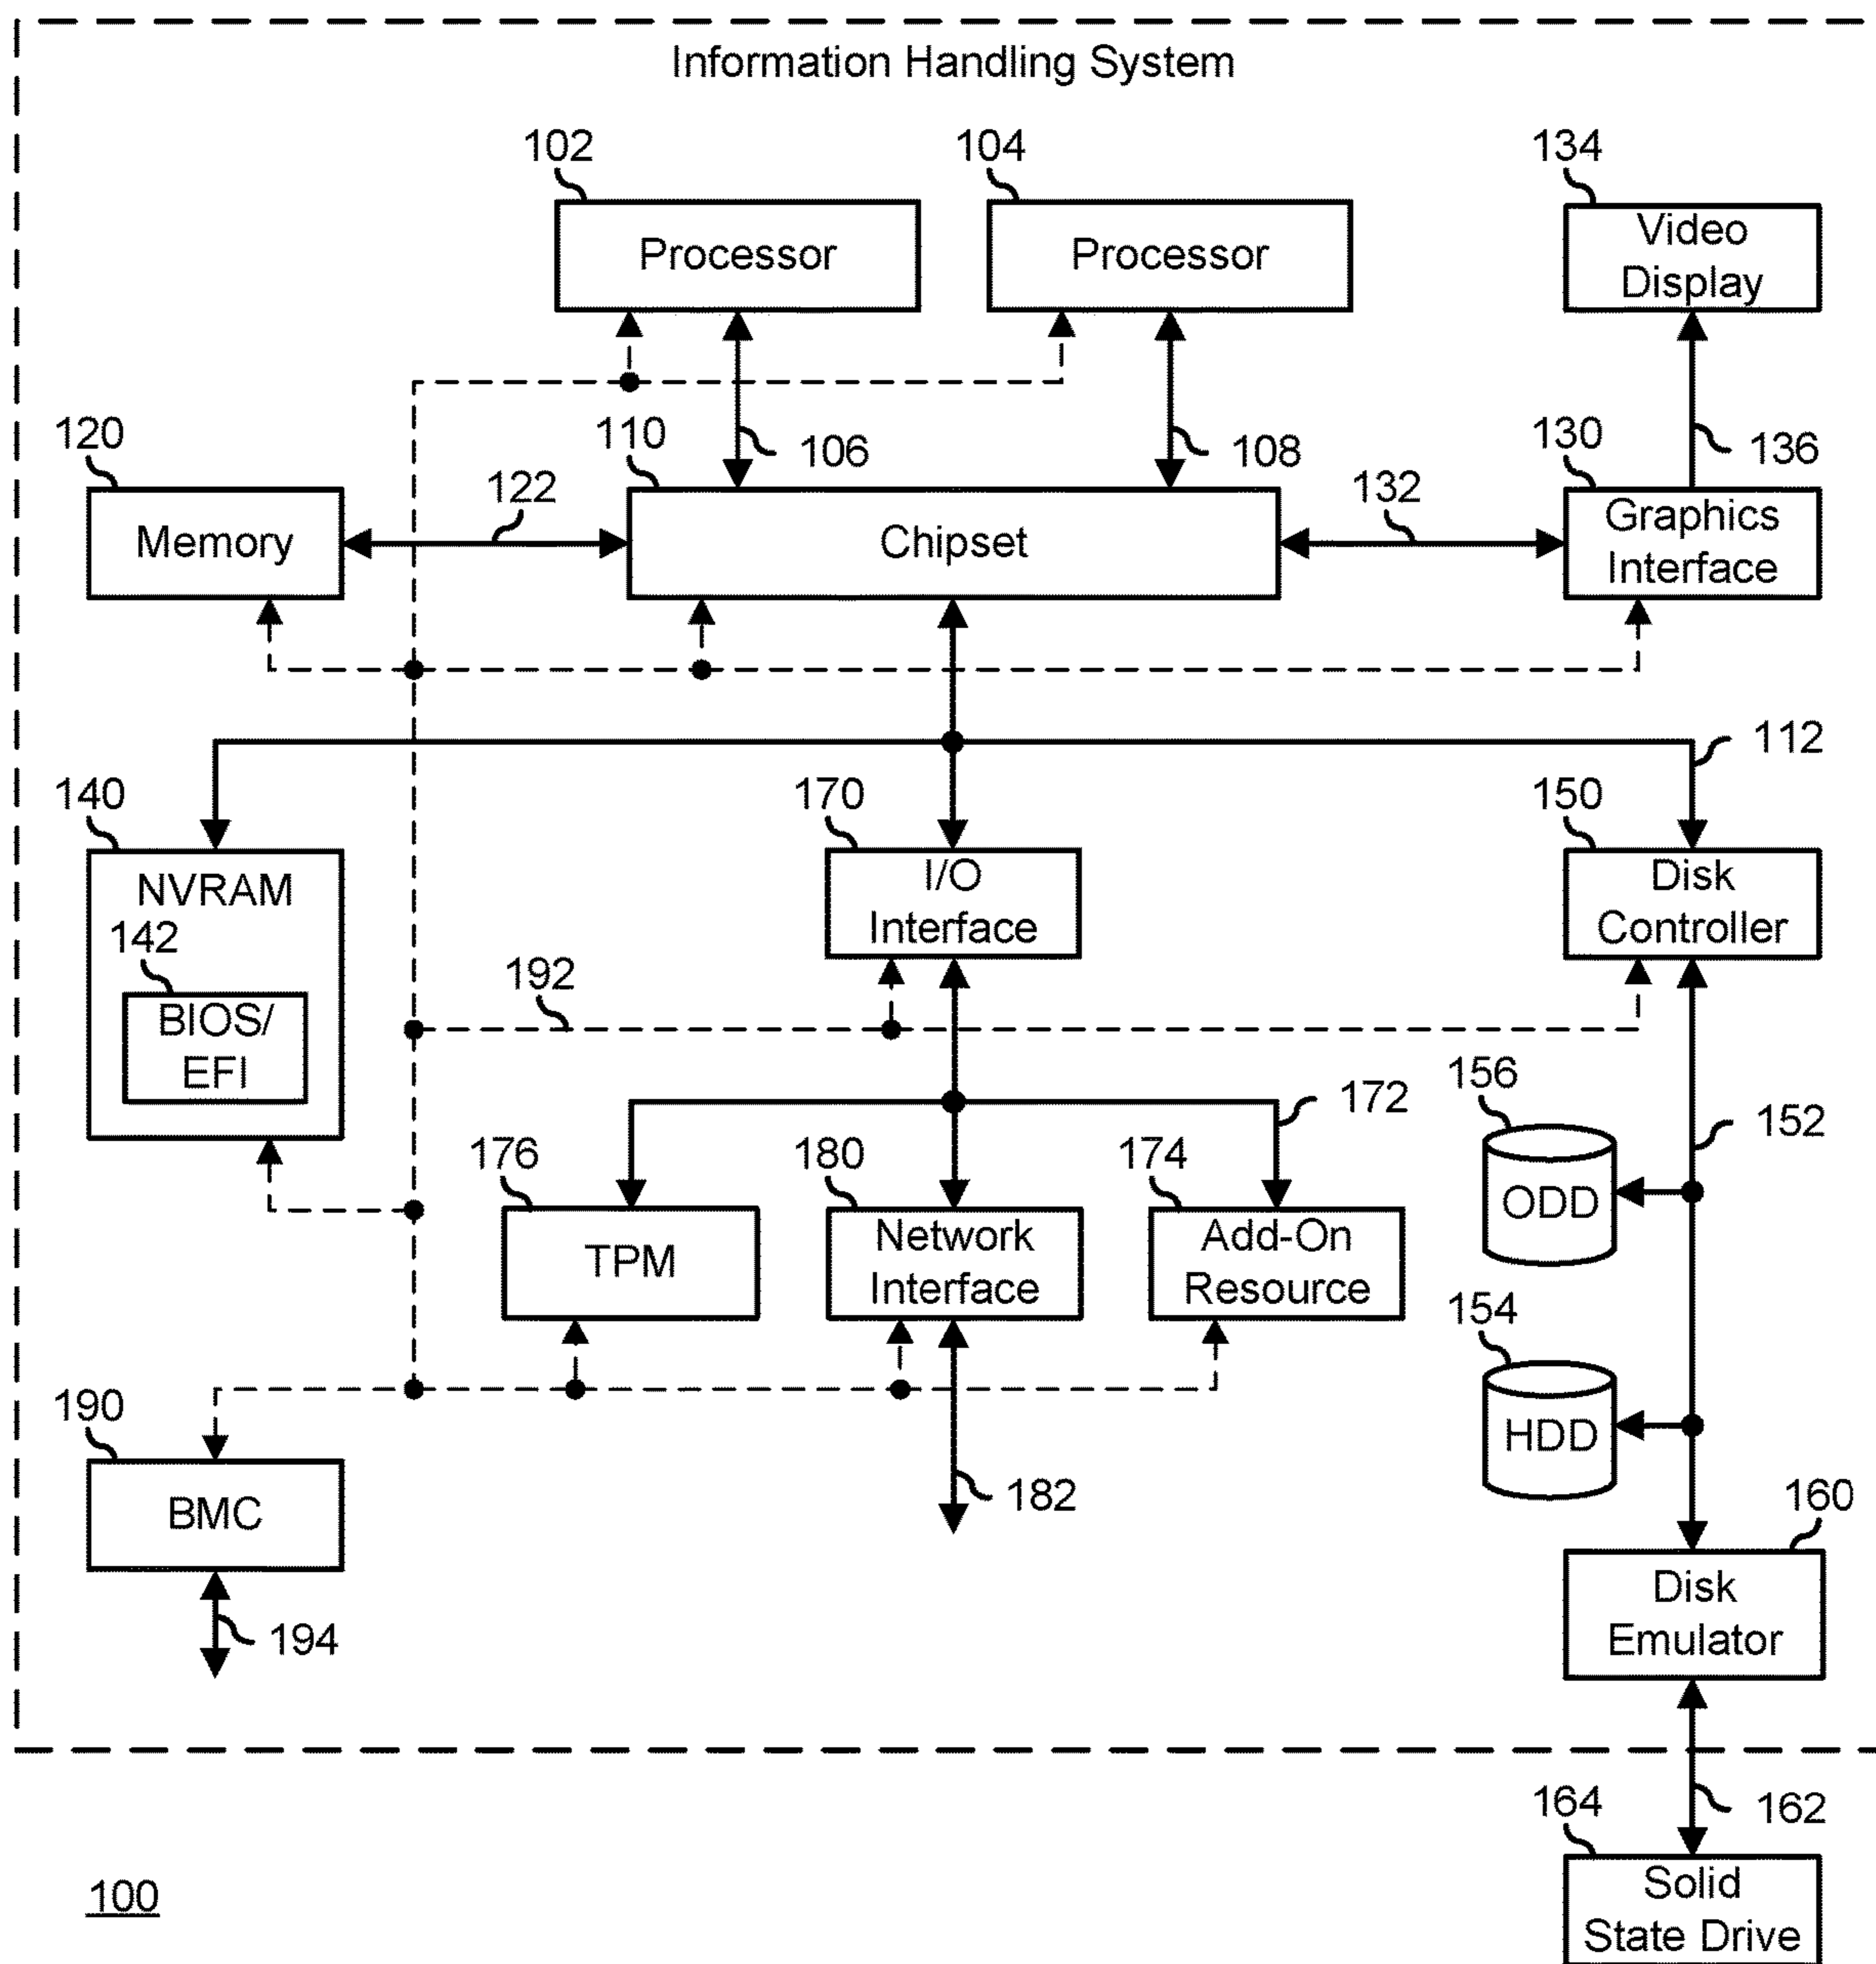 Information Handling System
102
104
134
Processor
Processor
Video
Display
120
110
106
108
130
136
122
132
Memory
Chipset
Graphics
Interface
112
140
170
150
NVRAM
I/O
Interface
Disk
Controller
142
BIOS/
EFI
192
156
172
152
176
180
174
ODD
TPM
Network
Interface
Add-On
Resource
154
190
HDD
182
160
BMC
Disk
Emulator
194
164
162
100
Solid
State Drive